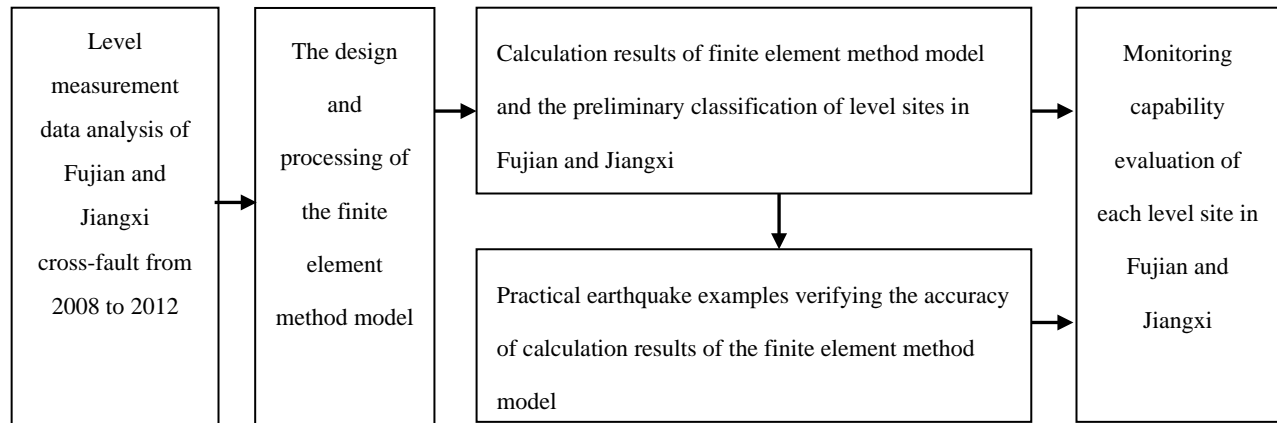 Level
measurement
data analysis of
Fujian and
Jiangxi
cross-fault from
2008 to 2012
The design
and
processing of
the finite
element
method model
Calculation results of finite element method model
and the preliminary classification of level sites in
Fujian and Jiangxi
Practical earthquake examples verifying the accuracy
of calculation results of the finite element method
model
Monitoring
capability
evaluation of
each level site in
Fujian and
Jiangxi